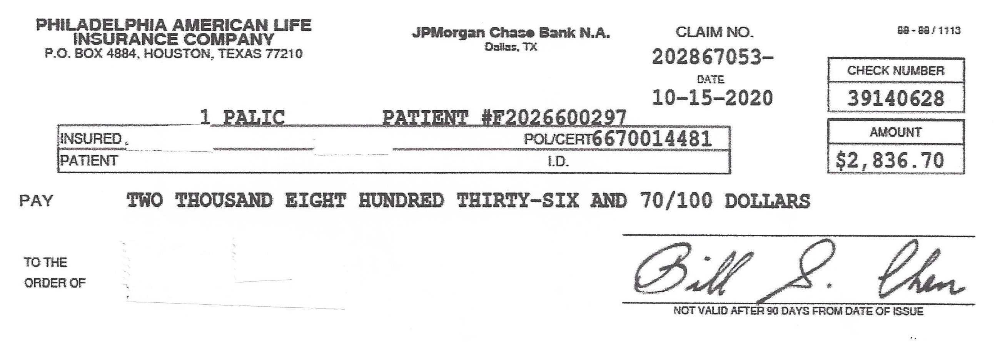 PHILADELPHIA AMERICAN LIFE
INSURANCE COMPANY
P.O. BOX 4884, HOUSTON, TEXAS 77210
JPMorgan Chase Bank N.A.
Dallas, TX
CLAIM NO.
202867053-
DATE
10-15-2020
88-88/1113
CHECK NUMBER
39140628
1 PALIC PATIENT #F2026600297
INSURED POL/CERT6670014481
PATIENT I.D.
AMOUNT
$2,836.70
PAY TWO THOUSAND EIGHT HUNDRED THIRTY-SIX AND 70/100 DOLLARS
TO THE
ORDER OF
Bill S. Chen
NOT VALID AFTER 90 DAYS FROM DATE OF ISSUE